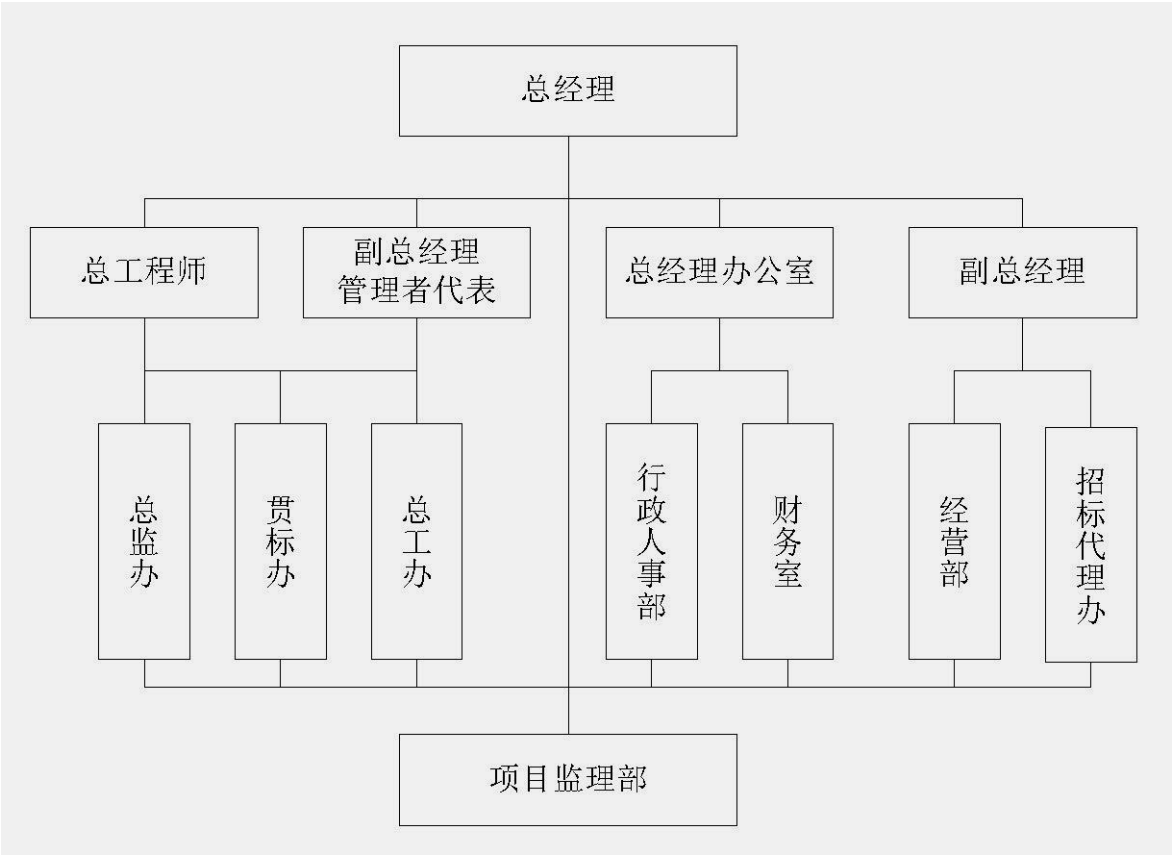 总经理
总工程师
副总经理
管理者代表
总经理办公室
副总经理
总监办
贯标办
总工办
行政人事部
财务室
经营部
招标代理办
项目监理部